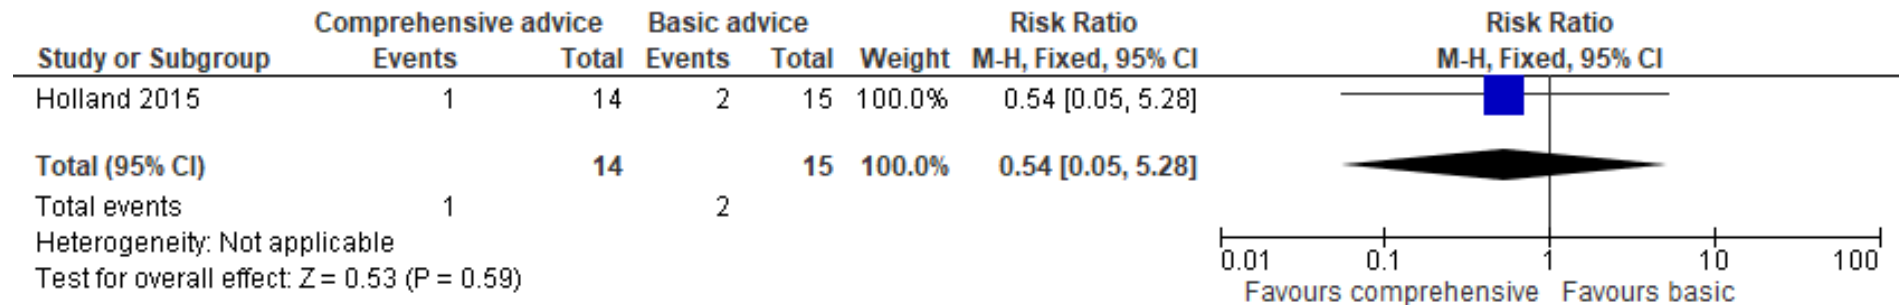 Comprehensive advice Basic advice Risk Ratio Risk Ratio
Study or Subgroup Events Total Events Total Weight M-H, Fixed, 95% CI M-H, Fixed, 95% CI
Holland 2015 1 14 2 15 100.0% 0.54 [0.05, 5.28]
Total (95% CI) 14 15 100.0% 0.54 [0.05, 5.28]
Total events 1 2
Heterogeneity: Not applicable
Test for overall effect: Z = 0.53 (P = 0.59)
0.01 0.1 1 10 100
Favours comprehensive Favours basic